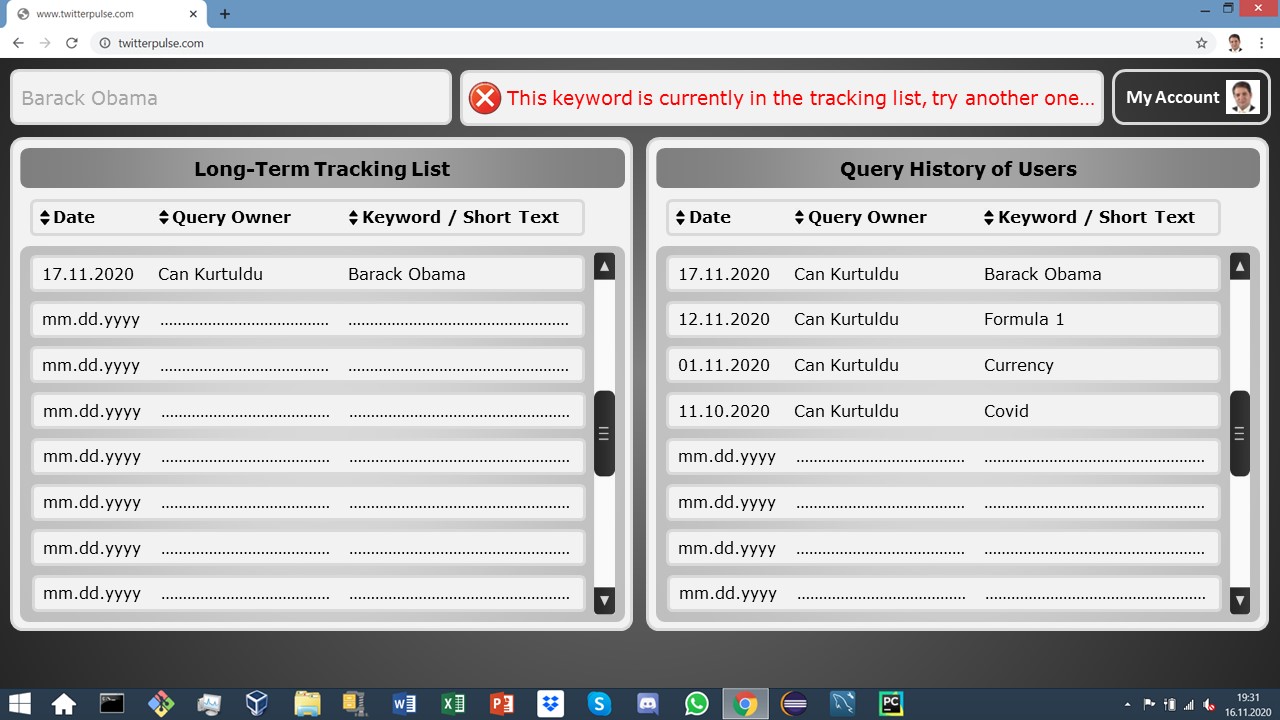 www.twitterpulse.com
twitterpulse.com
Barack Obama
This keyword is currently in the tracking list, try another one...
My Account
Long-Term Tracking List
Date Query Owner Keyword / Short Text
17.11.2020 Can Kurtuldu Barack Obama
mm.dd.yyyy ..................................... ................................................
mm.dd.yyyy ..................................... ................................................
mm.dd.yyyy ..................................... ................................................
mm.dd.yyyy ..................................... ................................................
mm.dd.yyyy ..................................... ................................................
mm.dd.yyyy ..................................... ................................................
mm.dd.yyyy ..................................... ................................................
Query History of Users
Date Query Owner Keyword / Short Text
17.11.2020 Can Kurtuldu Barack Obama
12.11.2020 Can Kurtuldu Formula 1
01.11.2020 Can Kurtuldu Currency
11.10.2020 Can Kurtuldu Covid
mm.dd.yyyy ..................................... ................................................
mm.dd.yyyy ..................................... ................................................
mm.dd.yyyy ..................................... ................................................
mm.dd.yyyy ..................................... ................................................
19:31
16.11.2020